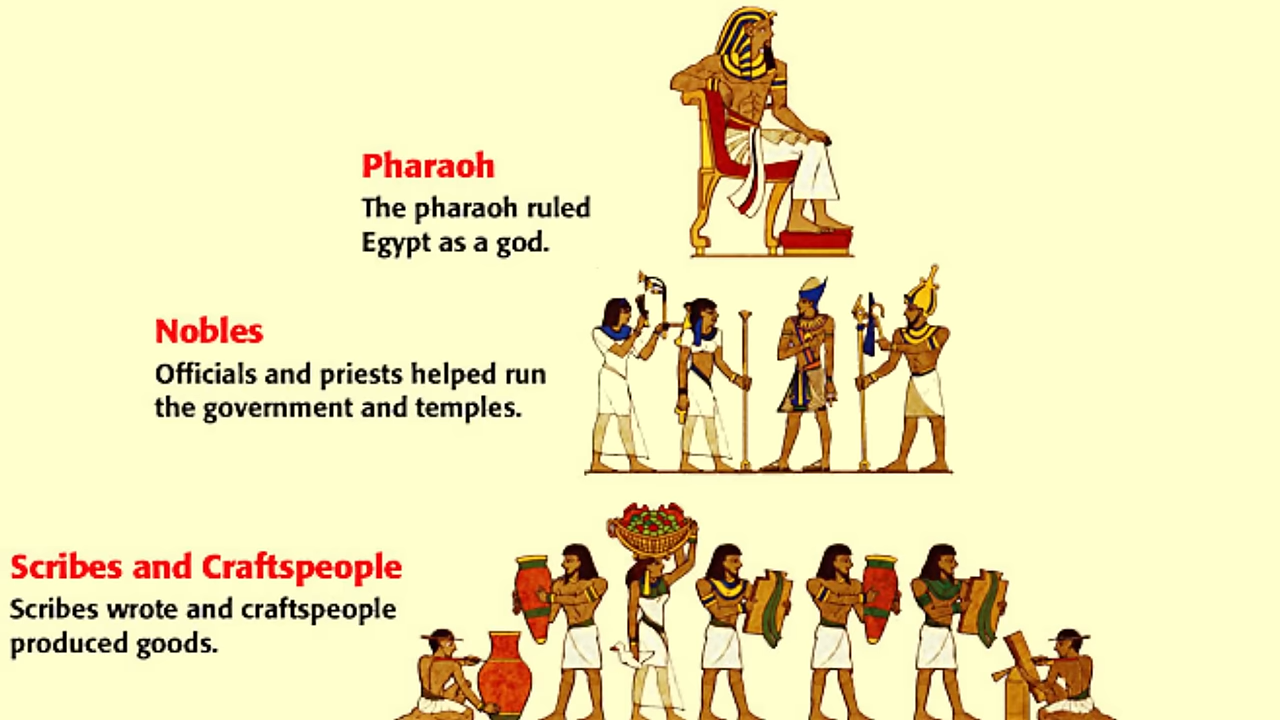 Pharaoh
The pharaoh ruled
Egypt as a god.
Nobles
Officials and priests helped run
the government and temples.
Scribes and Craftspeople
Scribes wrote and craftspeople
produced goods.